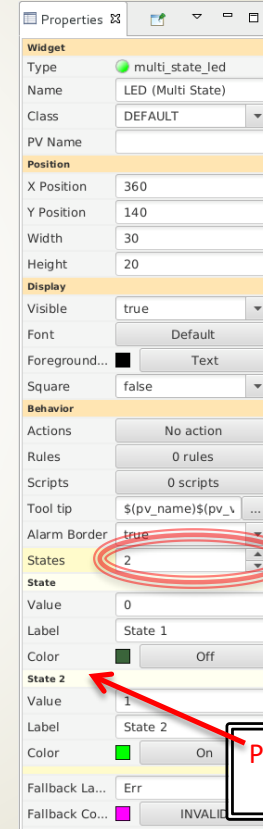 Properties
Widget
Type multi_state_led
Name LED (Multi State)
Class DEFAULT
PV Name
Position
X Position 360
Y Position 140
Width 30
Height 20
Display
Visible true
Font Default
Foreground... Text
Square false
Behavior
Actions No action
Rules 0 rules
Scripts 0 scripts
Tool tip $(pv_name)$(pv_v ...
Alarm Border true
States 2
State
Value 0
Label State 1
Color Off
State 2
Value 1
Label State 2
Color On
P
Fallback La... Err
Fallback Co... INVALID